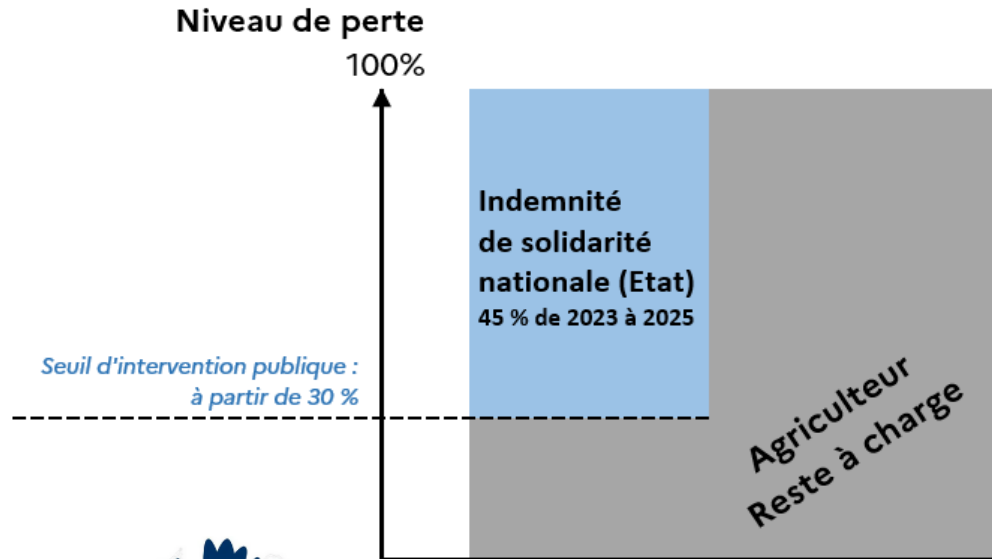 Niveau de perte
100%
Indemnité
de solidarité
nationale (Etat)
45 % de 2023 à 2025
Seuil d'intervention publique :
à partir de 30 %
Agriculteur
Reste à charge